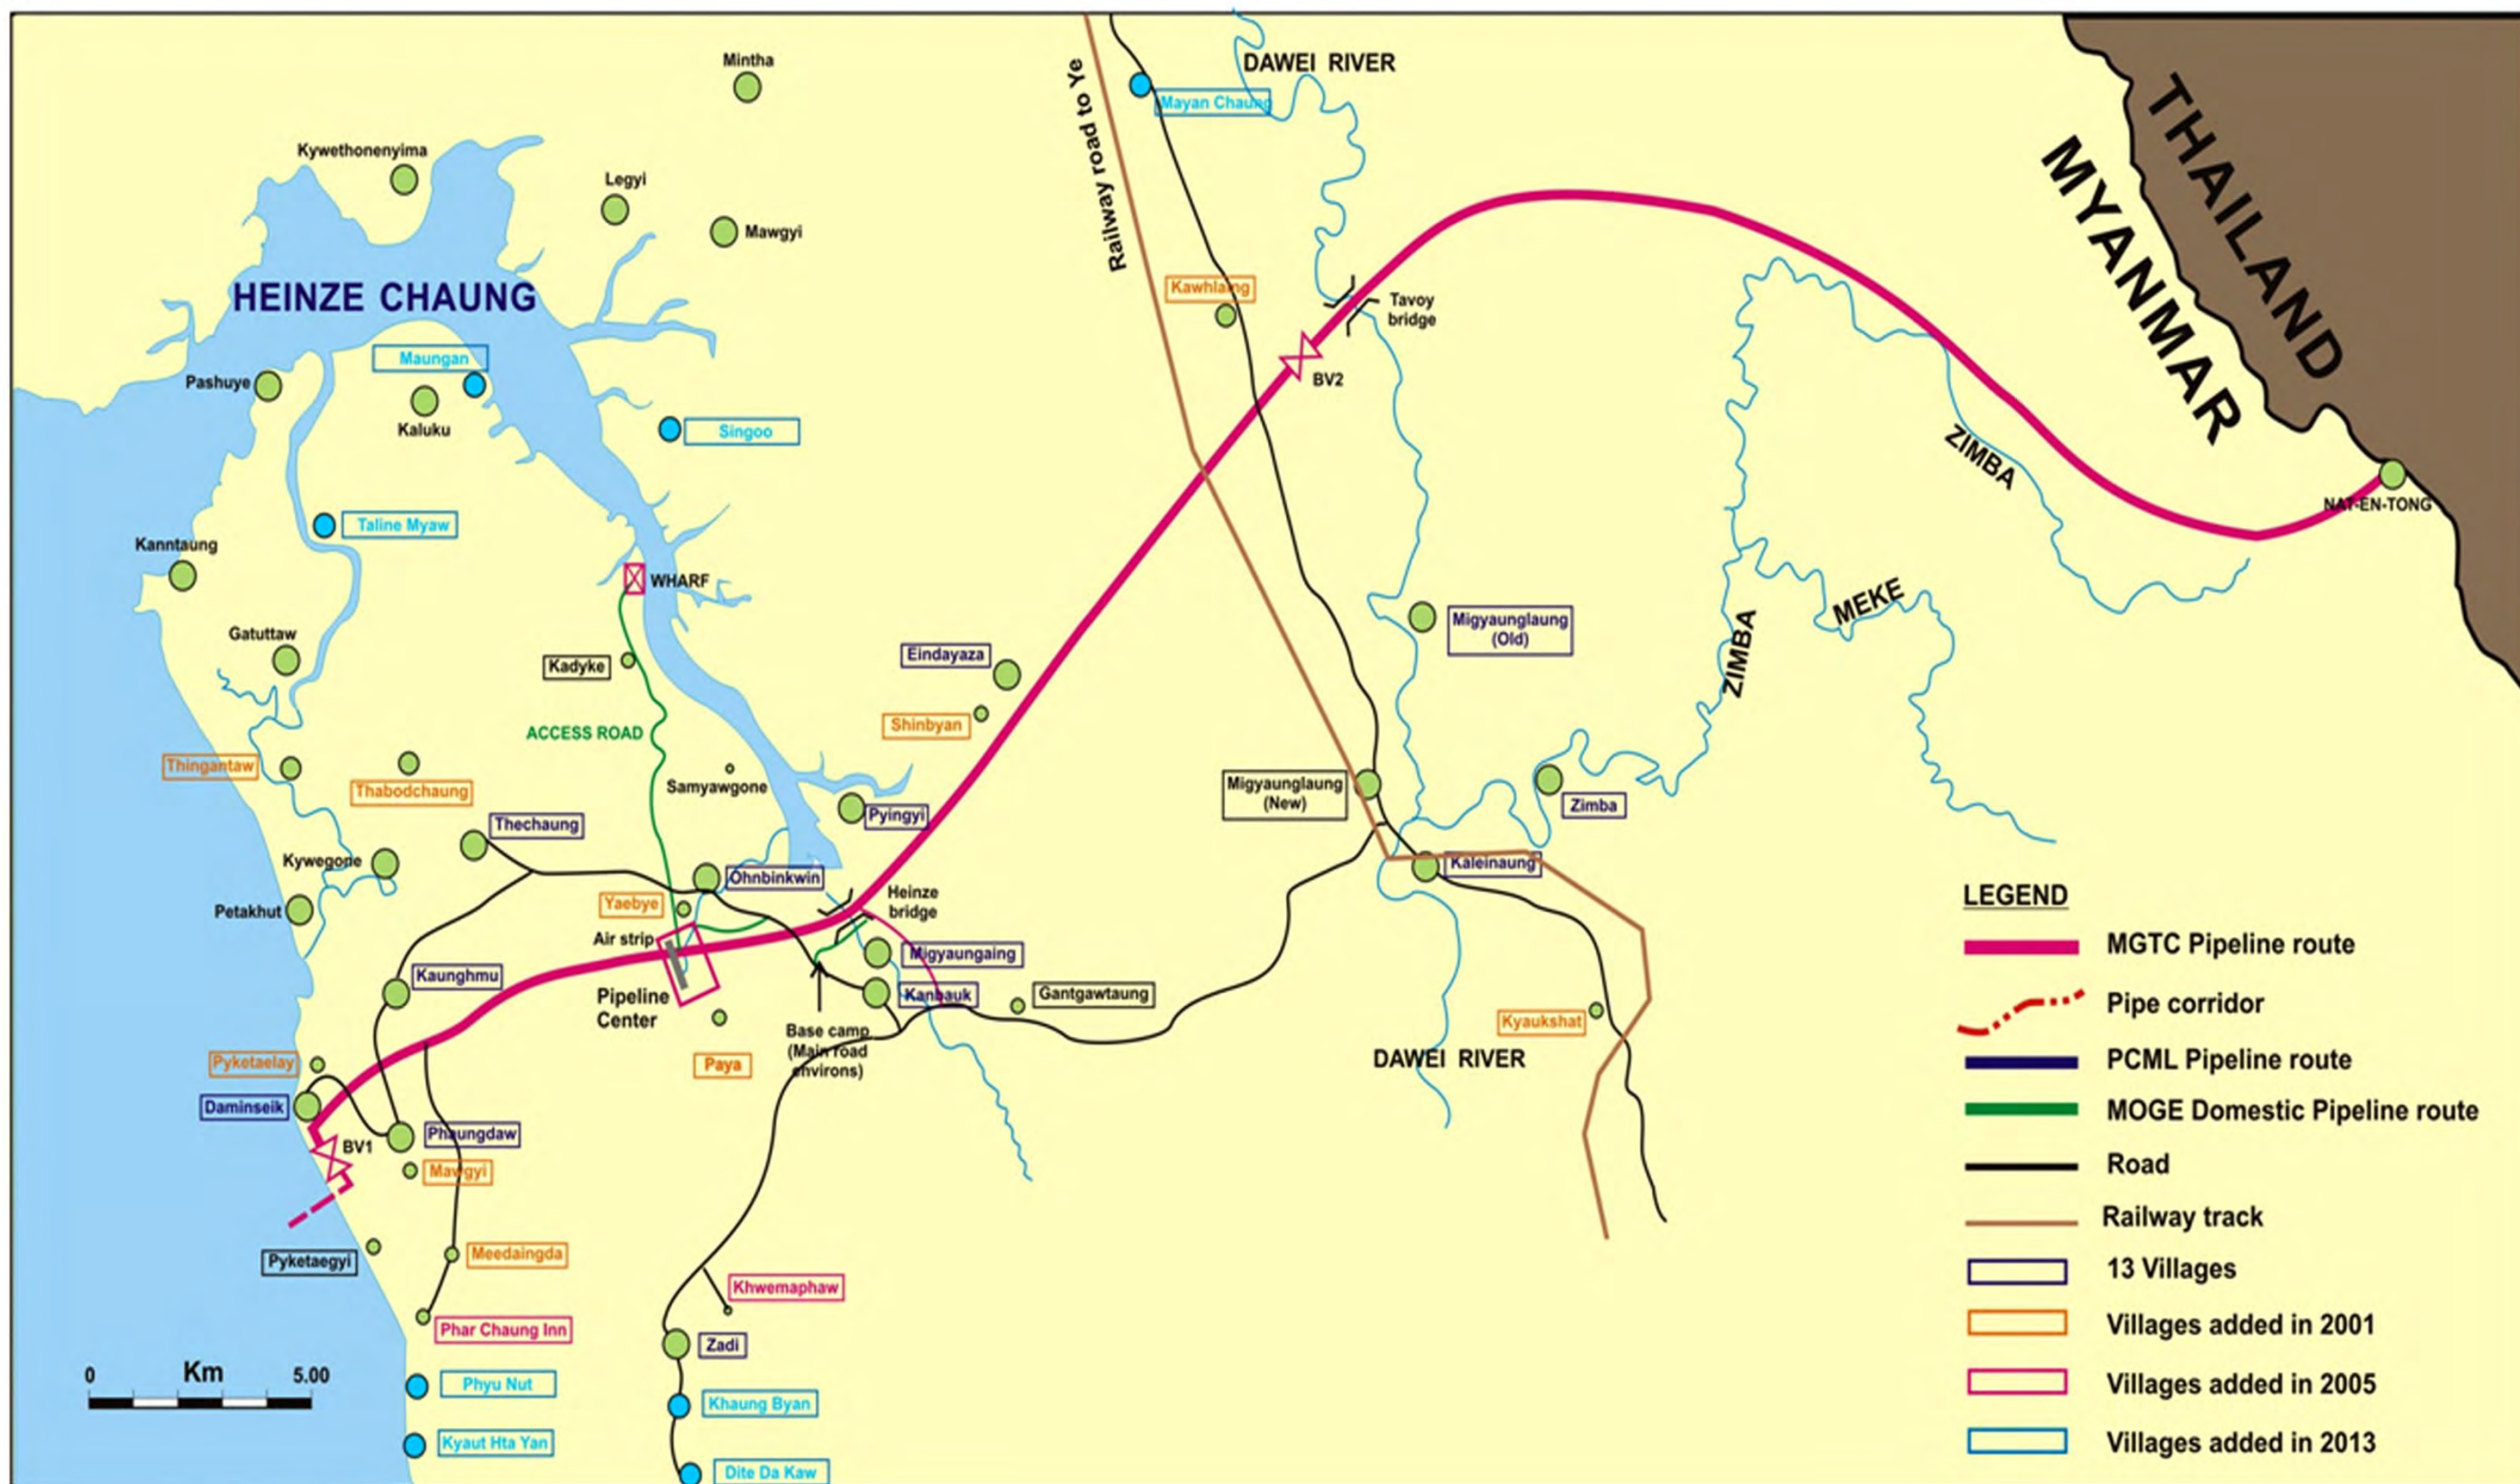 Mintha
DAWEI RIVER
Mayan Chaung
Railway road to Ye
THAILAND
MYANMAR
Kywethonenyima
Legyi
Mawgyi
HEINZE CHAUNG
Kawhlaing
Tavoy
bridge
BV2
Maungan
Pashuye
Kaluku
Singoo
ZIMBA
NAT-EN-TONG
Taline Myaw
Kanntaung
WHARF
MEKE
Migyaunglaung
(Old)
Gatuttaw
Kadyke
Eindayaza
ZIMBA
Shinbyan
ACCESS ROAD
Thingantaw
Thabodchaung
Samyawgone
Migyaunglaung
(New)
Zimba
Pyingyi
Thechaung
Kywegone
Ohnbinkwin
Kaleinaung
Yaebye
Heinze
bridge
Petakhut
Air strip
Migyaungaing
Kaunghmu
Pipeline
Center
Kanbauk
Gantgawtaung
Kyaukshat
Base camp
(Main road
environs)
DAWEI RIVER
Paya
Pyketaelay
Daminseik
BV1
Phaungdaw
Mawgyi
Pyketaegyi
Meedaingda
Khwemaphaw
Phar Chaung Inn
Zadi
Phyu Nut
Khaung Byan
Kyaut Hta Yan
Dite Da Kaw
0 Km 5.00
LEGEND
MGTC Pipeline route
Pipe corridor
PCML Pipeline route
MOGE Domestic Pipeline route
Road
Railway track
13 Villages
Villages added in 2001
Villages added in 2005
Villages added in 2013